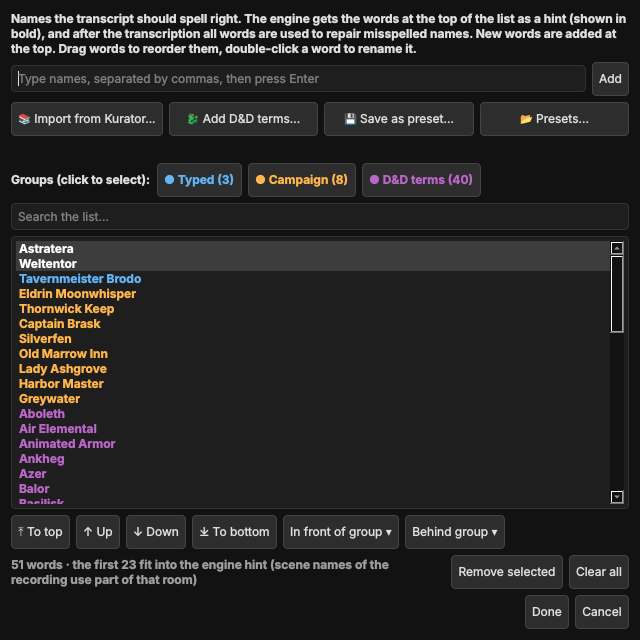 Names the transcript should spell right. The engine gets the words at the top of the list as a hint (shown in
bold), and after the transcription all words are used to repair misspelled names. New words are added at
the top. Drag words to reorder them, double-click a word to rename it.
Type names, separated by commas, then press Enter
Add
Import from Kurator...
Add D&D terms...
Save as preset...
Presets...
Groups (click to select):
Typed (3)
Campaign (8)
D&D terms (40)
Search the list...
Astratera
Weltentor
Tavernmeister Brodo
Eldrin Moonwhisper
Thornwick Keep
Captain Brask
Silverfen
Old Marrow Inn
Lady Ashgrove
Harbor Master
Greywater
Aboleth
Air Elemental
Animated Armor
Ankheg
Azer
Balor
Basilisk
⤒ To top
↑ Up
↓ Down
⤓ To bottom
In front of group ▾
Behind group ▾
51 words · the first 23 fit into the engine hint (scene names of the
recording use part of that room)
Remove selected
Clear all
Done
Cancel